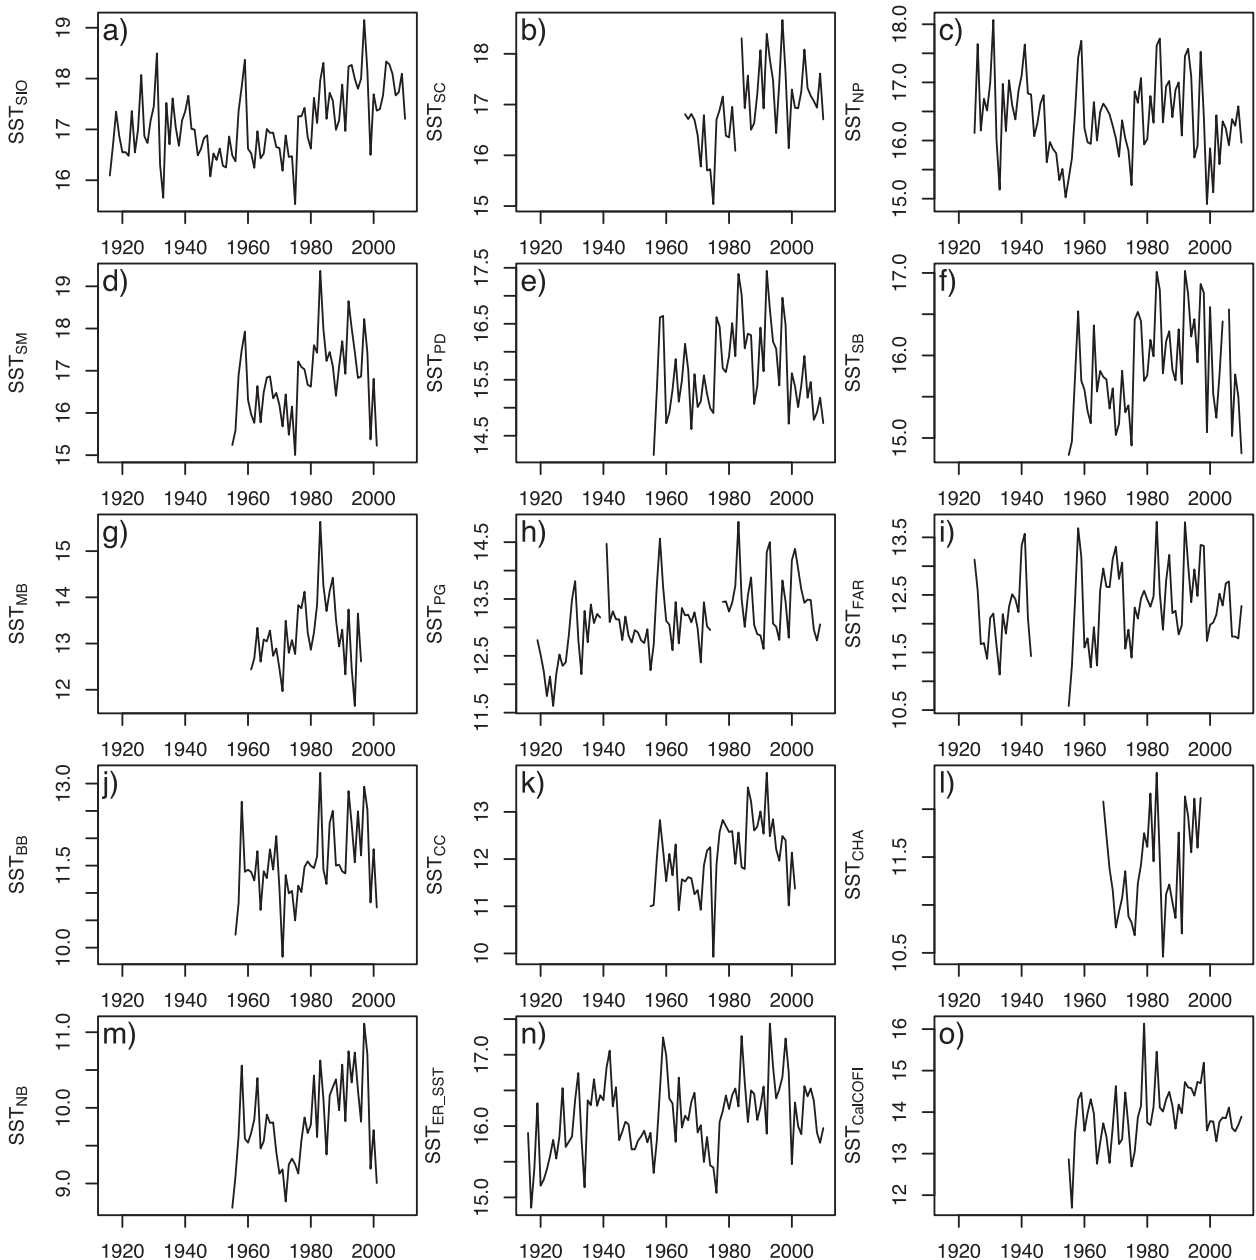 a)
SST_SIO
19
18
17
16
1920 1940 1960 1980 2000
b)
SST_SC
18
17
16
15
1920 1940 1960 1980 2000
c)
SST_NP
18.0
17.0
16.0
15.0
1920 1940 1960 1980 2000
d)
SST_SM
19
18
17
16
15
1920 1940 1960 1980 2000
e)
SST_PD
17.5
16.5
15.5
14.5
1920 1940 1960 1980 2000
f)
SST_SB
17.0
16.0
15.0
1920 1940 1960 1980 2000
g)
SST_MB
15
14
13
12
1920 1940 1960 1980 2000
h)
SST_PG
14.5
13.5
12.5
11.5
1920 1940 1960 1980 2000
i)
SST_FAR
13.5
12.5
11.5
10.5
1920 1940 1960 1980 2000
j)
SST_BB
13.0
11.5
10.0
1920 1940 1960 1980 2000
k)
SST_CC
13
12
11
10
1920 1940 1960 1980 2000
l)
SST_CHA
11.5
10.5
1920 1940 1960 1980 2000
m)
SST_NB
11.0
10.0
9.0
1920 1940 1960 1980 2000
n)
SST_ER_SST
17.0
16.0
15.0
1920 1940 1960 1980 2000
o)
SST_CalCOFI
16
15
14
13
12
1920 1940 1960 1980 2000